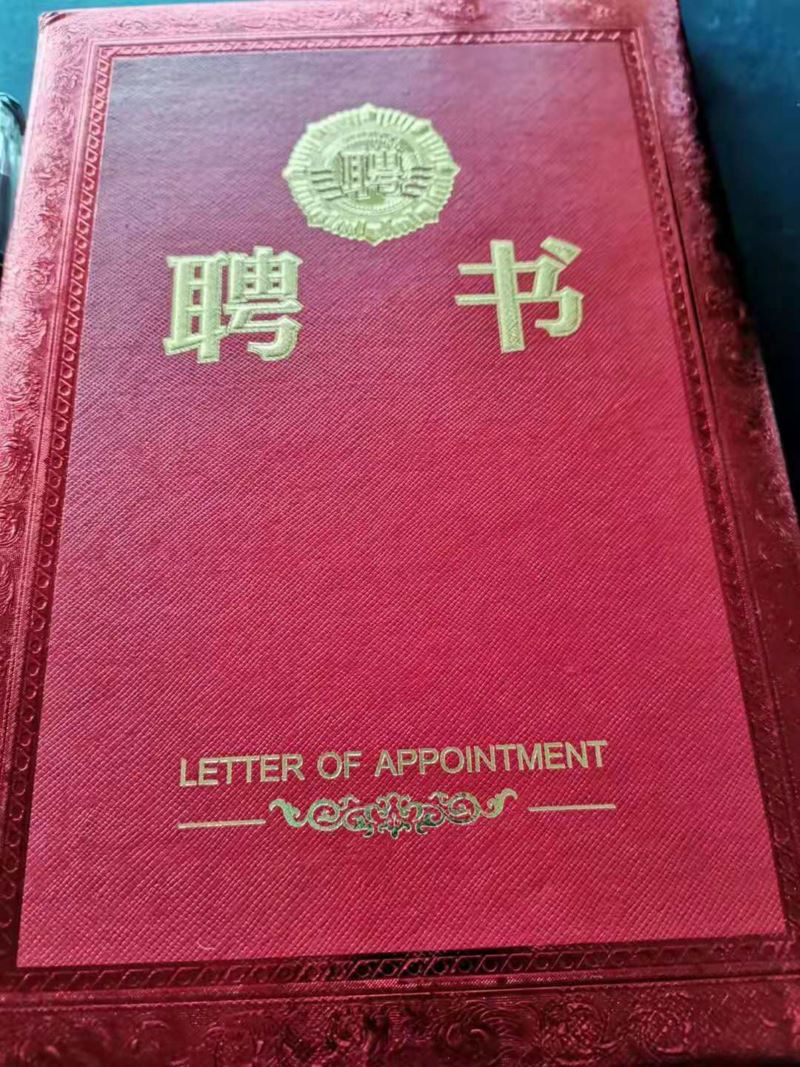 聘
聘书
LETTER OF APPOINTMENT